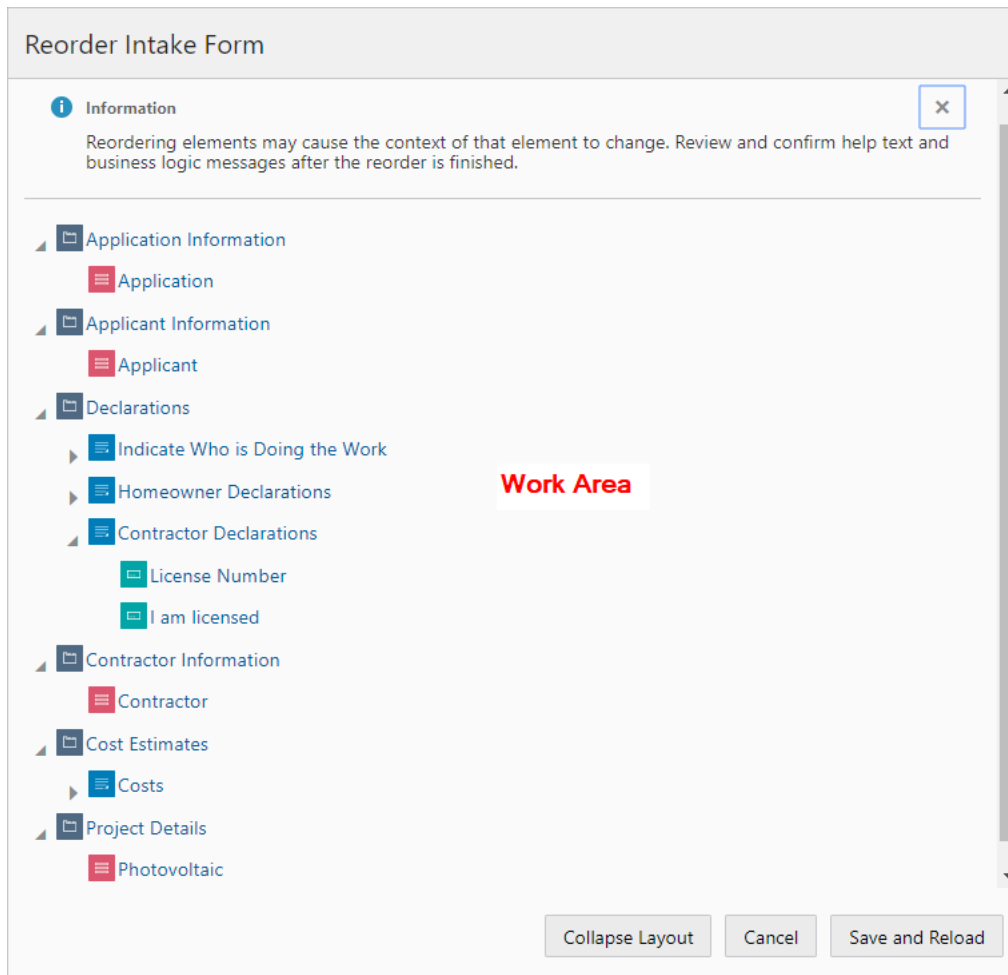 Reorder Intake Form
Information
Reordering elements may cause the context of that element to change. Review and confirm help text and
business logic messages after the reorder is finished.
Application Information
Application
Applicant Information
Applicant
Declarations
Indicate Who is Doing the Work
Homeowner Declarations
Work Area
Contractor Declarations
License Number
I am licensed
Contractor Information
Contractor
Cost Estimates
Costs
Project Details
Photovoltaic
Collapse Layout Cancel Save and Reload